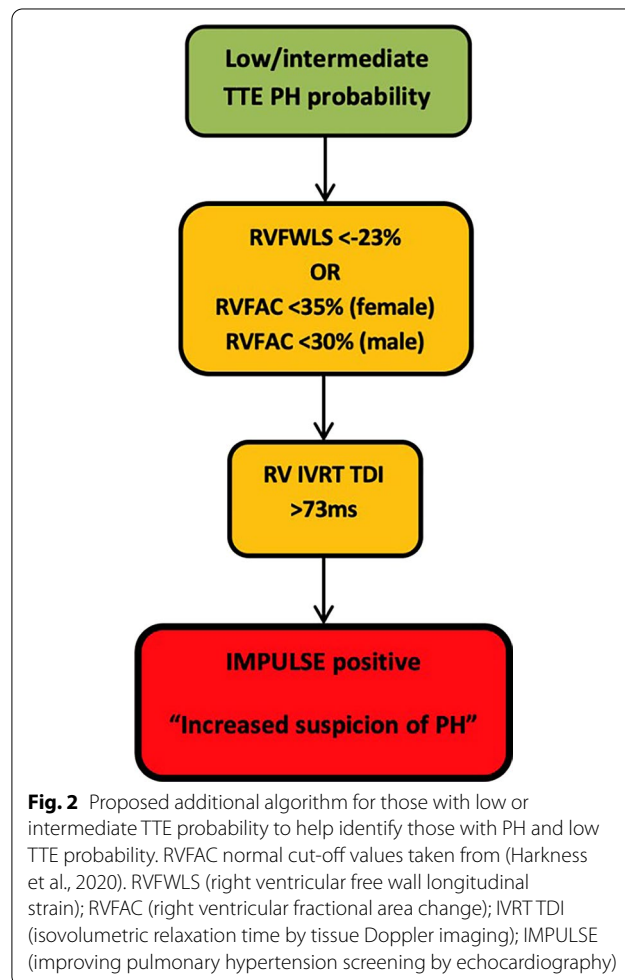 Low/intermediate
TTE PH probability
RVFWLS <-23%
OR
RVFAC <35% (female)
RVFAC <30% (male)
RV IVRT TDI
>73ms
IMPULSE positive
“Increased suspicion of PH”
Fig. 2 Proposed additional algorithm for those with low or
intermediate TTE probability to help identify those with PH and low
TTE probability. RVFAC normal cut-off values taken from (Harkness
et al., 2020). RVFWLS (right ventricular free wall longitudinal
strain); RVFAC (right ventricular fractional area change); IVRT TDI
(isovolumetric relaxation time by tissue Doppler imaging); IMPULSE
(improving pulmonary hypertension screening by echocardiography)